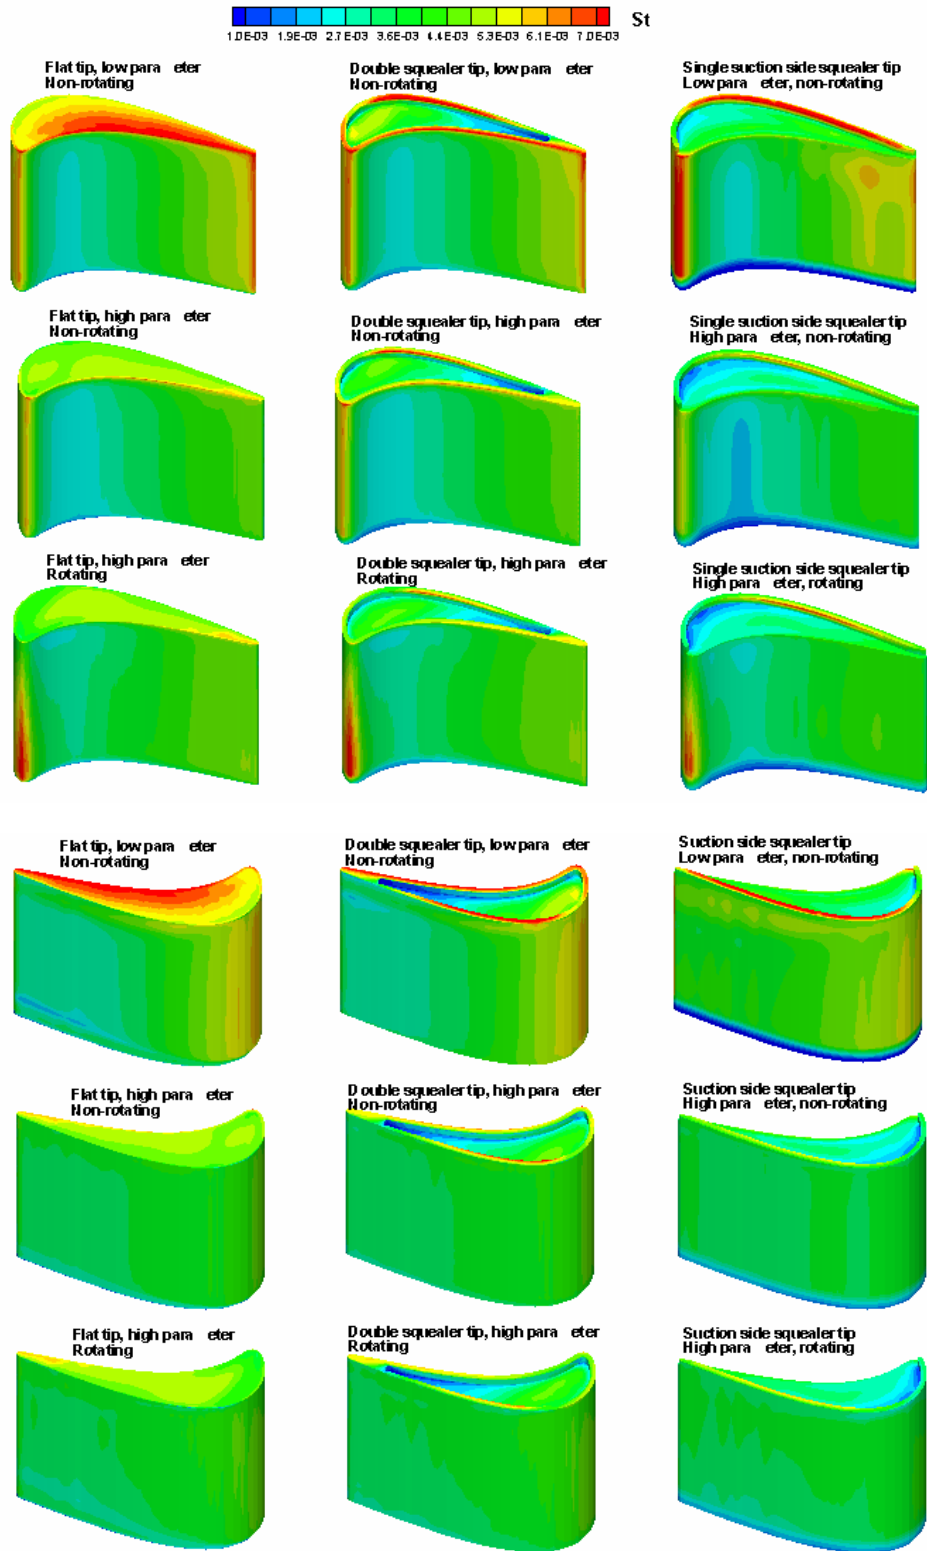 St
1.0E-03 1.9E-03 2.7E-03 3.6E-03 4.4E-03 5.3E-03 6.1E-03 7.0E-03
Flat tip, low para eter
Non-rotating
Double squealer tip, low para eter
Non-rotating
Single suction side squealer tip
Low para eter, non-rotating
Flat tip, high para eter
Non-rotating
Double squealer tip, high para eter
Non-rotating
Single suction side squealer tip
High para eter, non-rotating
Flat tip, high para eter
Rotating
Double squealer tip, high para eter
Rotating
Single suction side squealer tip
High para eter, rotating
Flat tip, low para eter
Non-rotating
Double squealer tip, low para eter
Non-rotating
Suction side squealer tip
Low para eter, non-rotating
Flat tip, high para eter
Non-rotating
Double squealer tip, high para eter
Non-rotating
Suction side squealer tip
High para eter, non-rotating
Flat tip, high para eter
Rotating
Double squealer tip, high para eter
Rotating
Suction side squealer tip
High para eter, rotating